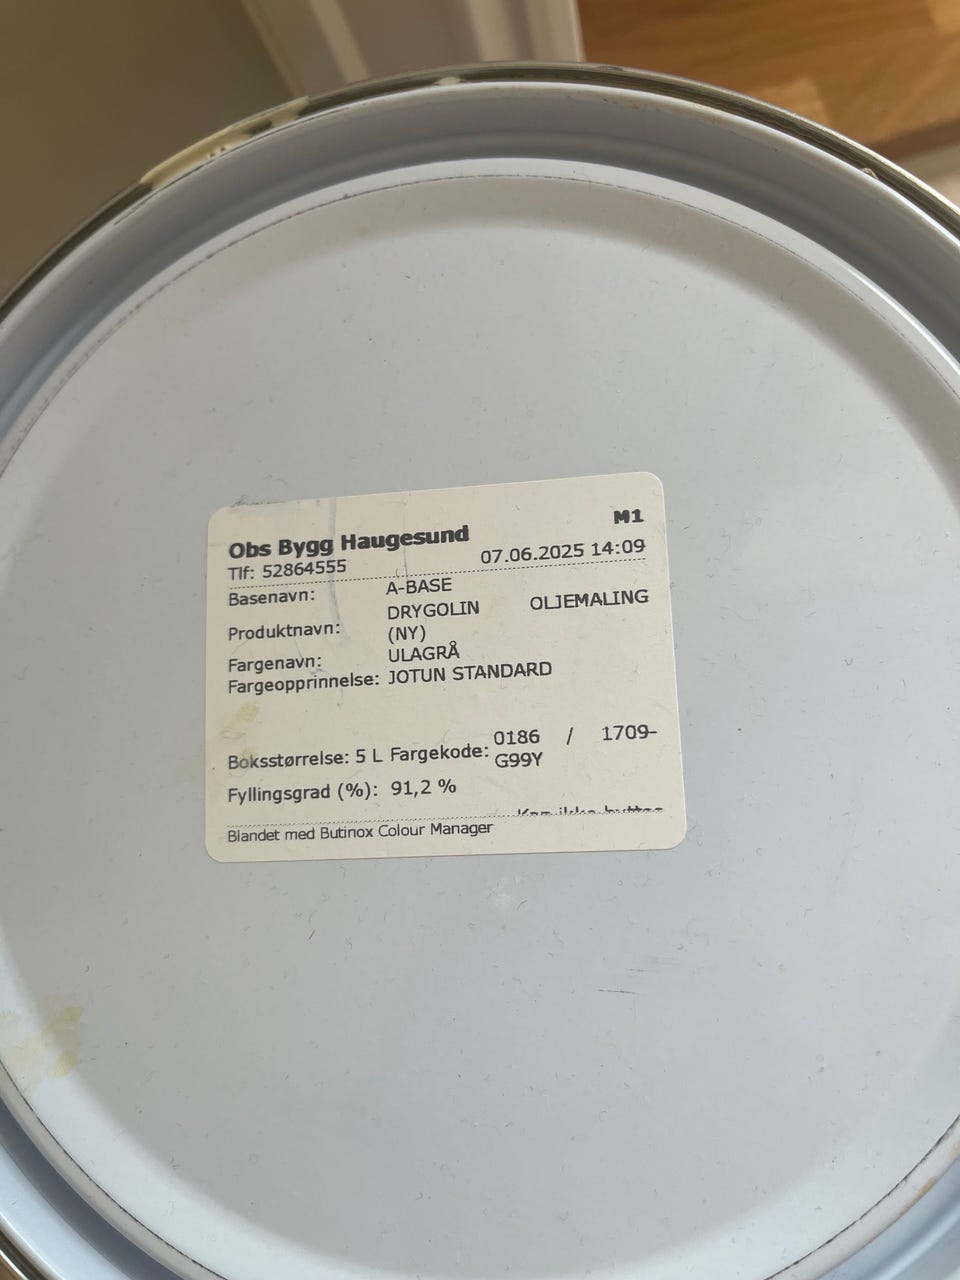 M1
Obs Bygg Haugesund
Tlf: 52864555 07.06.2025 14:09
Basenavn: A-BASE
Produktnavn: DRYGOLIN OLJEMALING
(NY)
Fargenavn: ULAGRÅ
Fargeopprinnelse: JOTUN STANDARD
Boksstørrelse: 5 L Fargekode: 0186 / 1709-
G99Y
Fyllingsgrad (%): 91,2 %
Blandet med Butinox Colour Manager